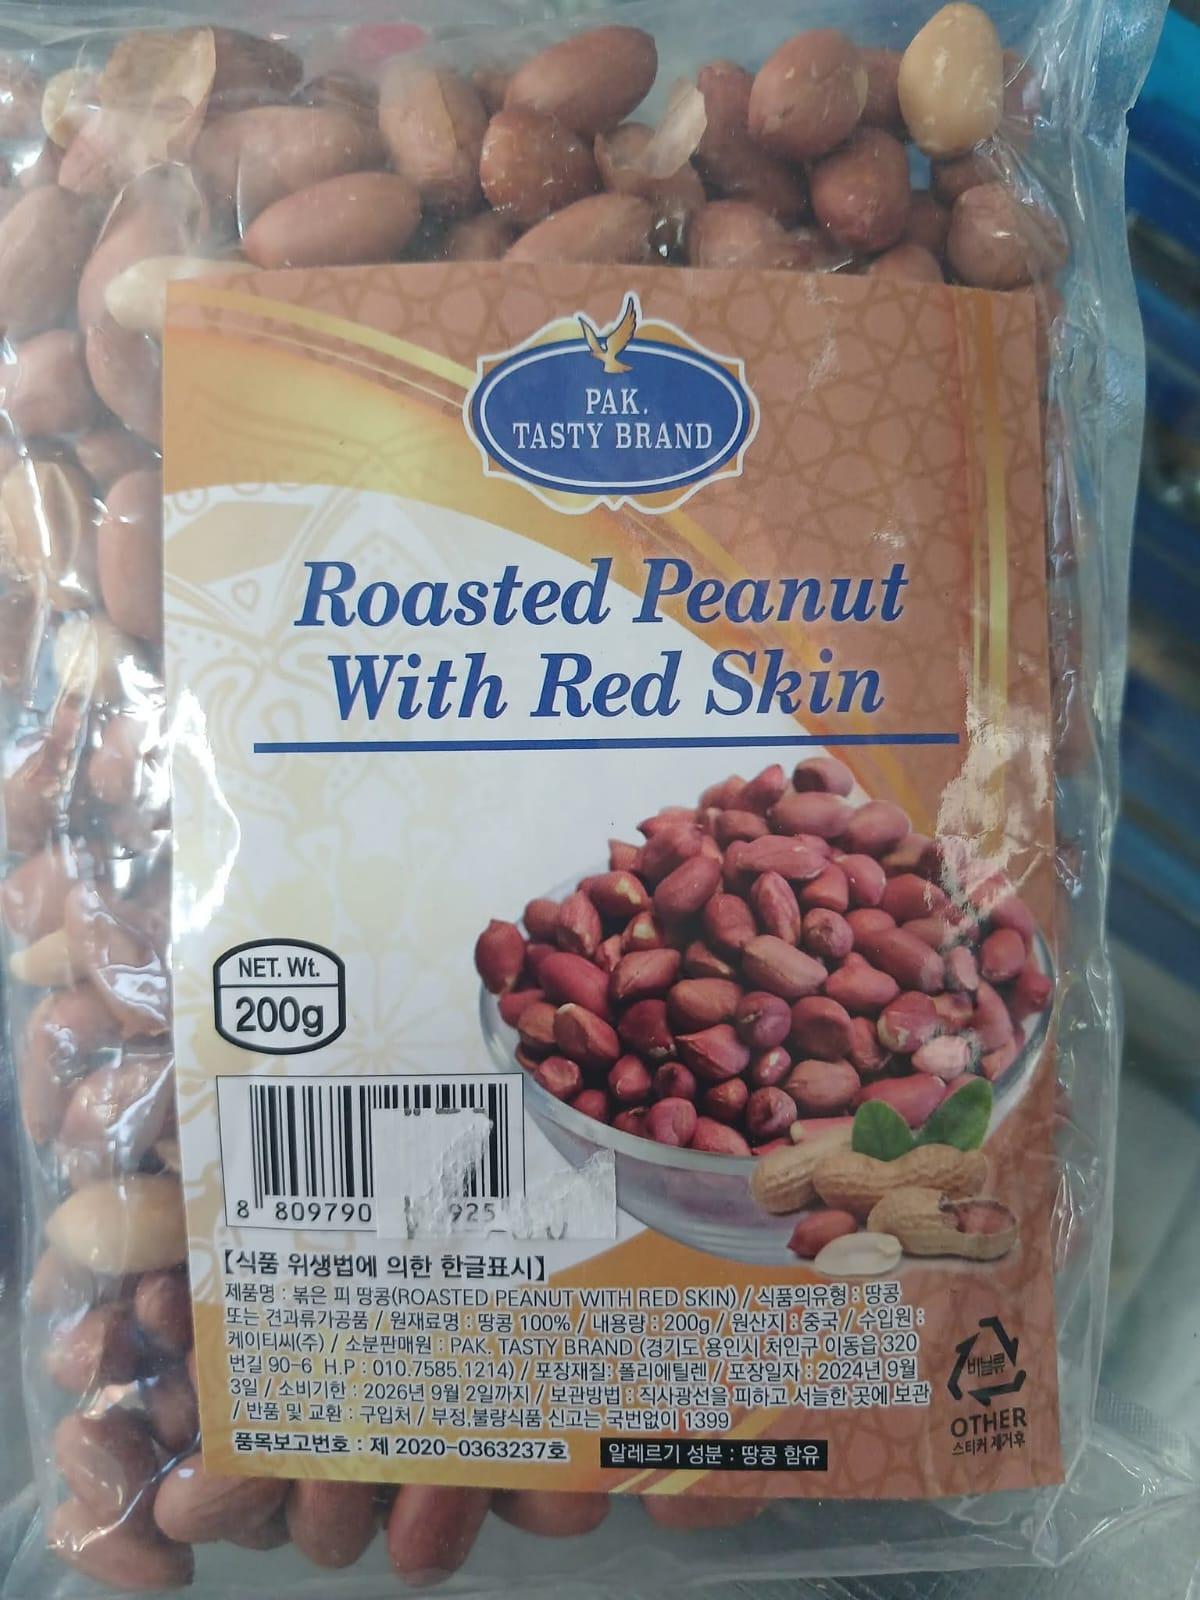 PAK.
TASTY BRAND
Roasted Peanut
With Red Skin
NET. Wt.
200g
8 809790 925
【식품 위생법에 의한 한글표시】
제품명 : 볶은 피 땅콩(ROASTED PEANUT WITH RED SKIN) / 식품의유형 : 땅콩
또는 견과류가공품 / 원재료명 : 땅콩 100% / 내용량 : 200g / 원산지 : 중국 / 수입원 :
케이티씨(주) / 소분판매원 : PAK. TASTY BRAND (경기도 용인시 처인구 이동읍 320
번길 90-6 H.P : 010.7585.1214) / 포장재질: 폴리에틸렌 / 포장일자 : 2024년 9월
3일 / 소비기한 : 2026년 9월 2일까지 / 보관방법 : 직사광선을 피하고 서늘한 곳에 보관
/ 반품 및 교환 : 구입처 / 부정,불량식품 신고는 국번없이 1399
품목보고번호 : 제 2020-0363237호
알레르기 성분 : 땅콩 함유
비닐류
OTHER
스티커 제거후